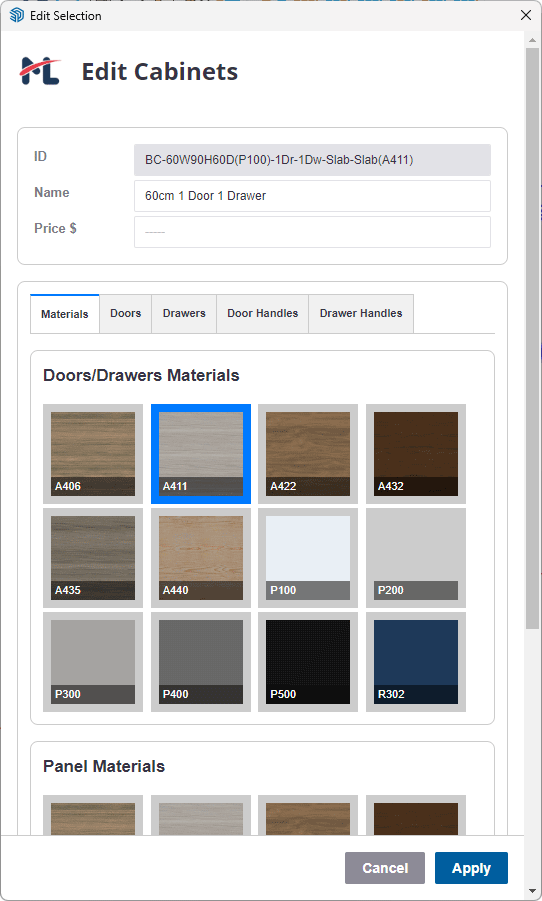 Edit Selection
ML
Edit Cabinets
ID
BC-60W90H60D(P100)-1Dr-1Dw-Slab-Slab(A411)
Name
60cm 1 Door 1 Drawer
Price $
-----
Materials Doors Drawers Door Handles Drawer Handles
Doors/Drawers Materials
A406 A411 A422 A432
A435 A440 P100 P200
P300 P400 P500 R302
Panel Materials
Cancel Apply